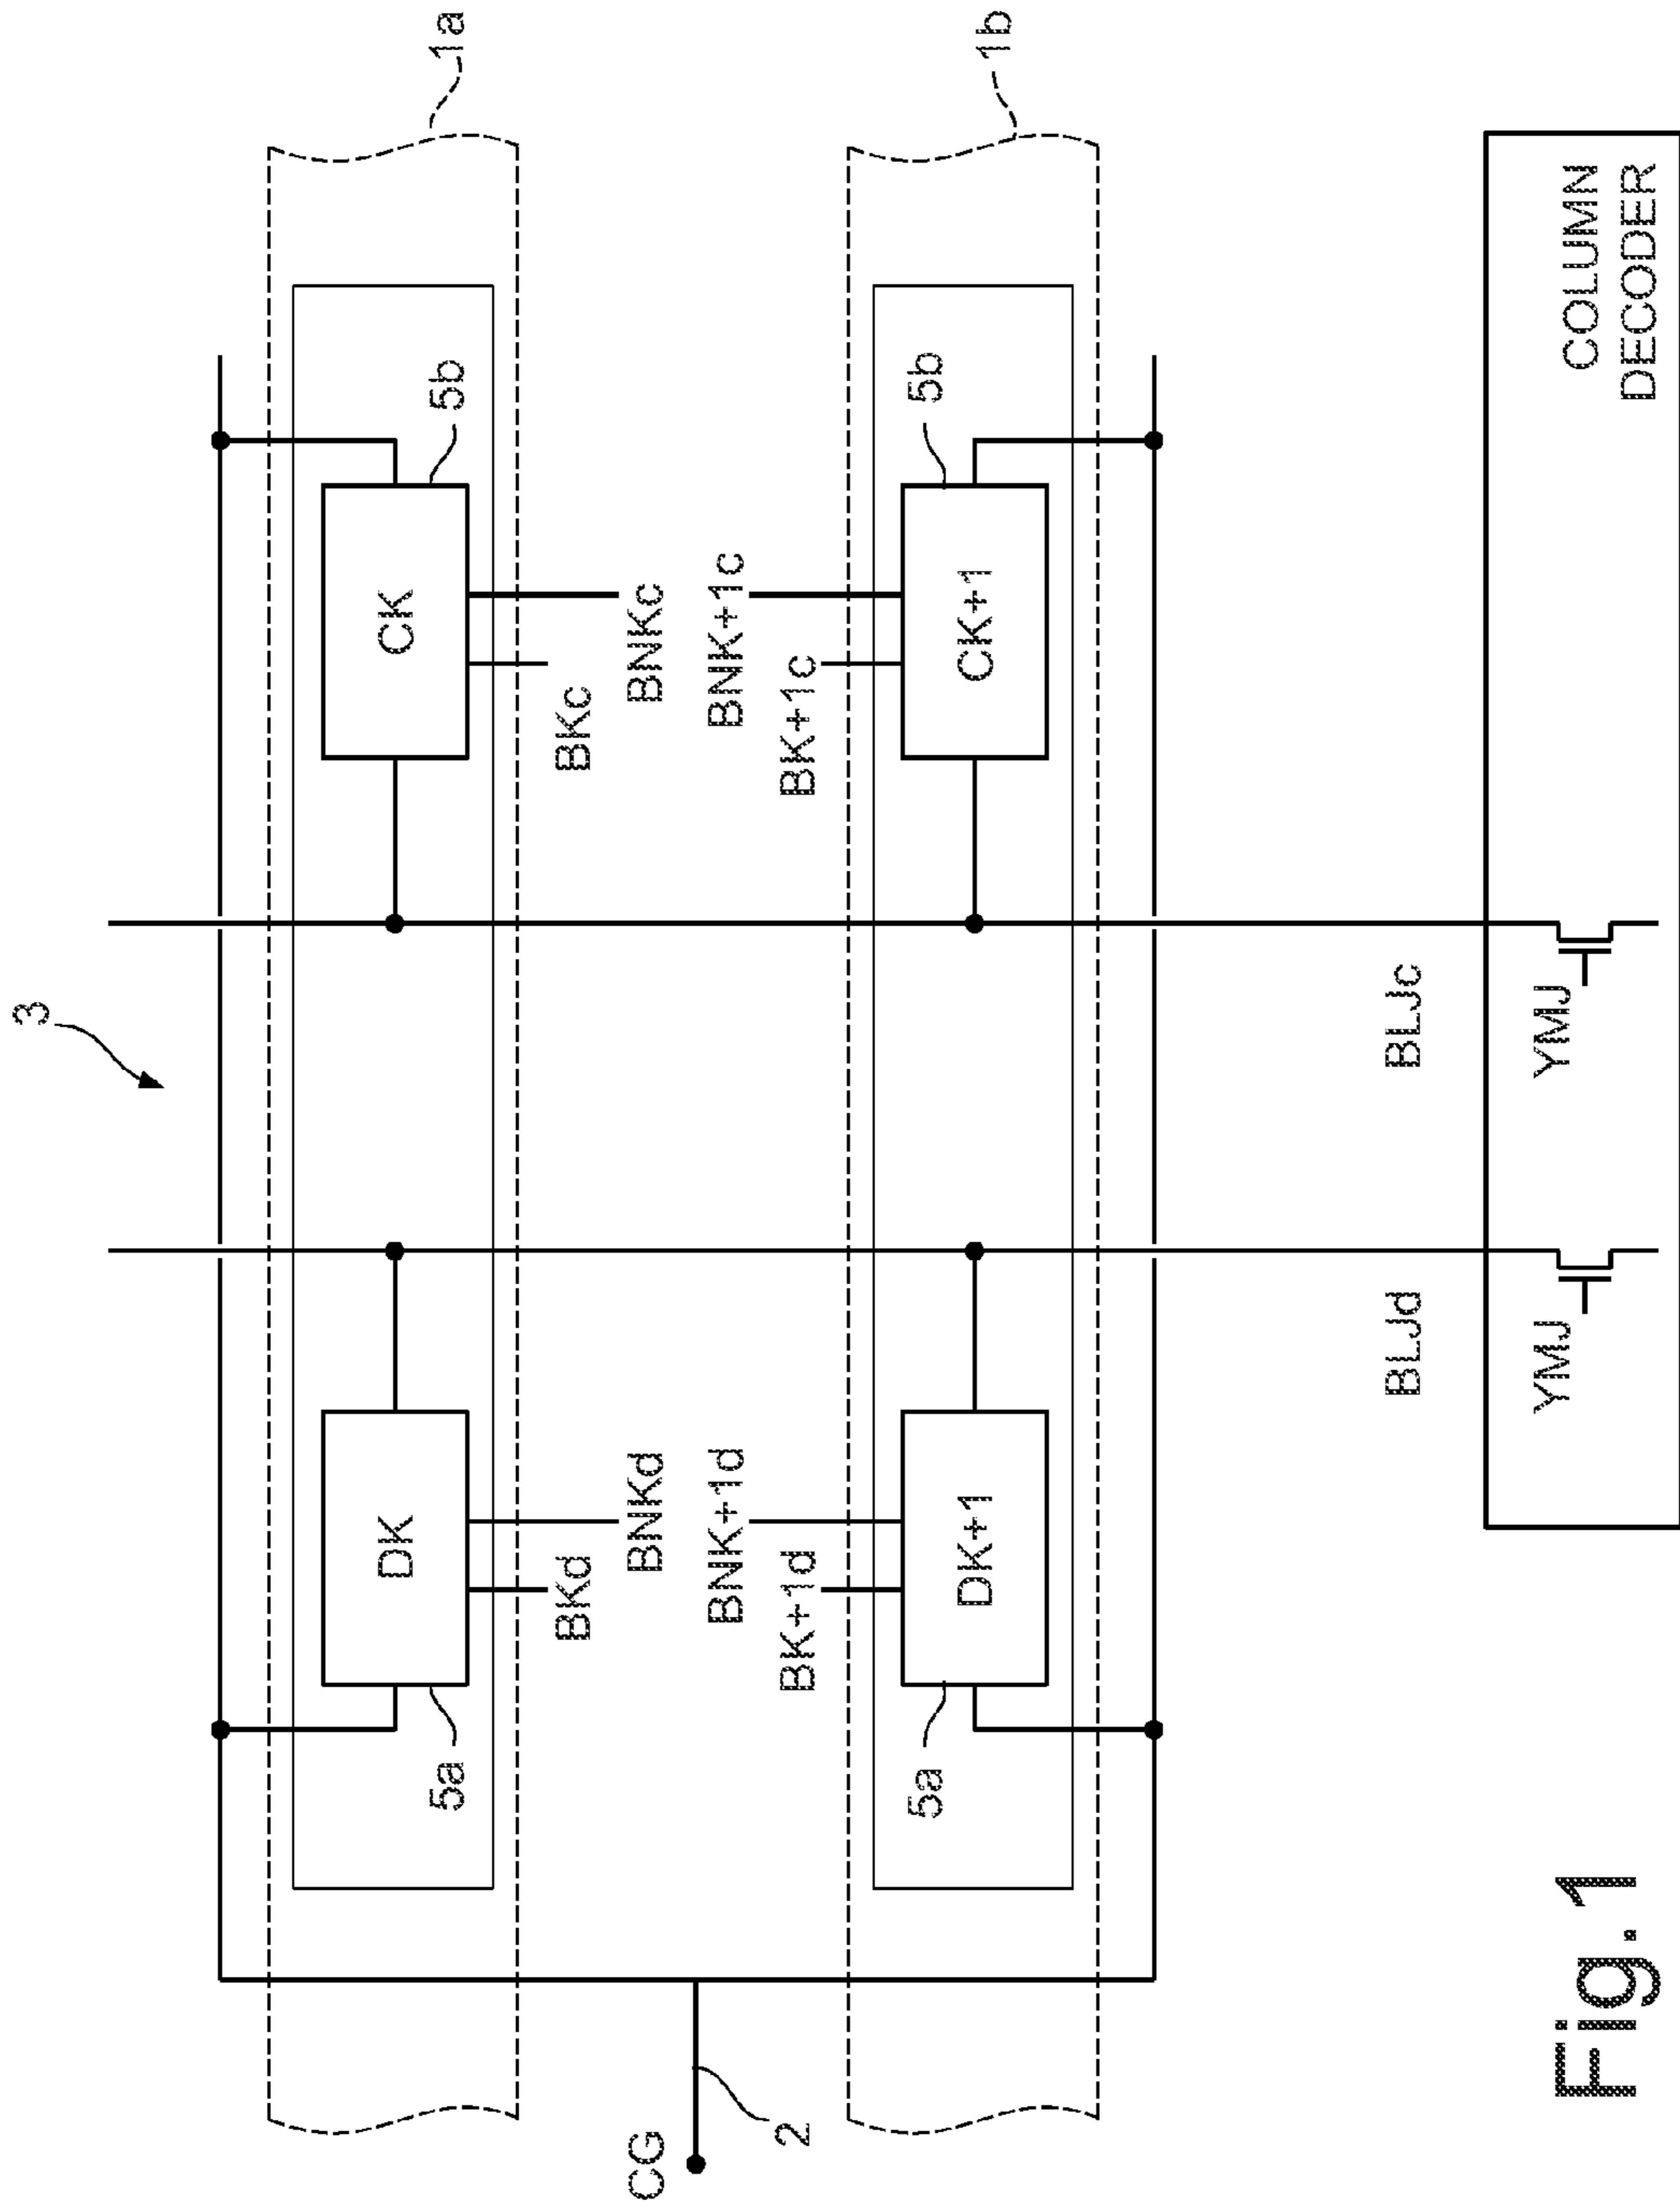 3
1a
CK
5b
BKc
BNKc
DK
5a
BKd
BNKd
BNK+1c
BK+1c
CK+1
5b
1b
BNK+1d
BK+1d
DK+1
5a
CG
2
BLJd
BLJc
YMJ
YMJ
COLUMN
DECODER
Fig.1